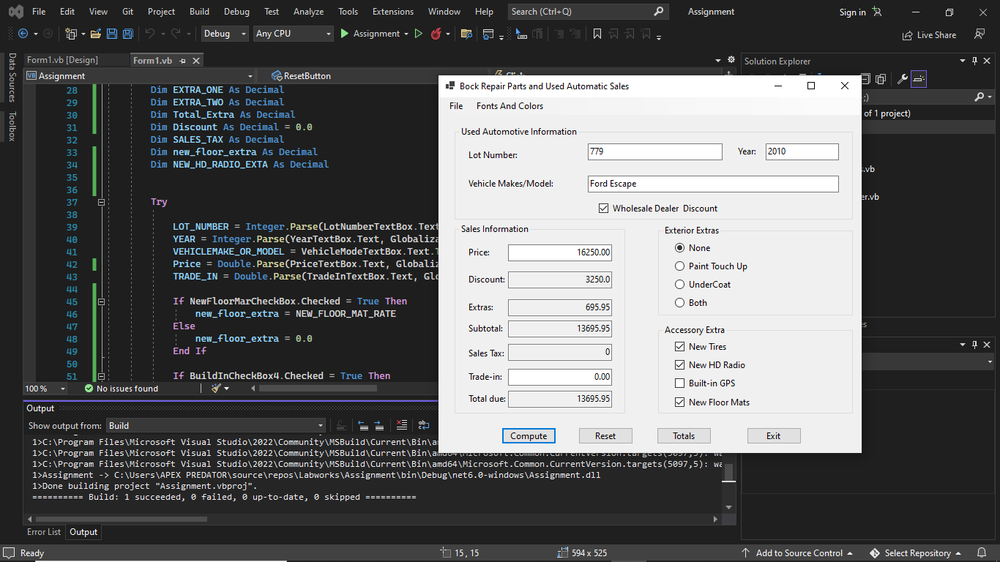 File Edit View Git Project Build Debug Test Analyze Tools Extensions Window Help Search (Ctrl+Q) Assignment Sign in
Debug Any CPU Assignment Live Share
Data Sources
Toolbox
Form1.vb [Design] Form1.vb
VB Assignment ResetButton
28 Dim EXTRA_ONE As Decimal
29 Dim EXTRA_TWO As Decimal
30 Dim Total_Extra As Decimal
31 Dim Discount As Decimal = 0.0
32 Dim SALES_TAX As Decimal
33 Dim new_floor_extra As Decimal
34 Dim NEW_HD_RADIO_EXTA As Decimal
35
36
37 Try
38
39 LOT_NUMBER = Integer.Parse(LotNumberTextBox.Text
40 YEAR = Integer.Parse(YearTextBox.Text, Globaliza
41 VEHICLEMAKE_OR_MODEL = VehicleModeTextBox.Text.T
42 Price = Double.Parse(PriceTextBox.Text, Globaliz
43 TRADE_IN = Double.Parse(TradeInTextBox.Text, Glo
44
45 If NewFloorMarCheckBox.Checked = True Then
46 new_floor_extra = NEW_FLOOR_MAT_RATE
47 Else
48 new_floor_extra = 0.0
49 End If
50
51 If BuildInCheckBox4.Checked = True Then
100 % No issues found
Output
Show output from: Build
1>C:\Program Files\Microsoft Visual Studio\2022\Community\MSBuild\Current\Bin\am
1>C:\Program Files\Microsoft Visual Studio\2022\Community\MSBuild\Current\Bin\amd64\Microsoft.Common.CurrentVersion.targets(5097,5): wa
1>C:\Program Files\Microsoft Visual Studio\2022\Community\MSBuild\Current\Bin\amd64\Microsoft.Common.CurrentVersion.targets(5097,5): wa
1>Assignment -> C:\Users\APEX PREDATOR\source\repos\Labworks\Assignment\bin\Debug\net6.0-windows\Assignment.dll
1>Done building project "Assignment.vbproj".
========== Build: 1 succeeded, 0 failed, 0 up-to-date, 0 skipped ==========
Error List Output
Bock Repair Parts and Used Automatic Sales
File Fonts And Colors
Used Automotive Information
Lot Number: 779 Year: 2010
Vehicle Makes/Model: Ford Escape
Wholesale Dealer Discount
Sales Information
Price: 16250.00
Discount: 3250.0
Extras: 695.95
Subtotal: 13695.95
Sales Tax: 0
Trade-in: 0.00
Total due: 13695.95
Exterior Extras
None
Paint Touch Up
UnderCoat
Both
Accessory Extra
New Tires
New HD Radio
Built-in GPS
New Floor Mats
Compute Reset Totals Exit
Solution Explorer
;)
of 1 project)
s.vb
er.vb
es
Ready 15 , 15 594 x 525 Add to Source Control Select Repository